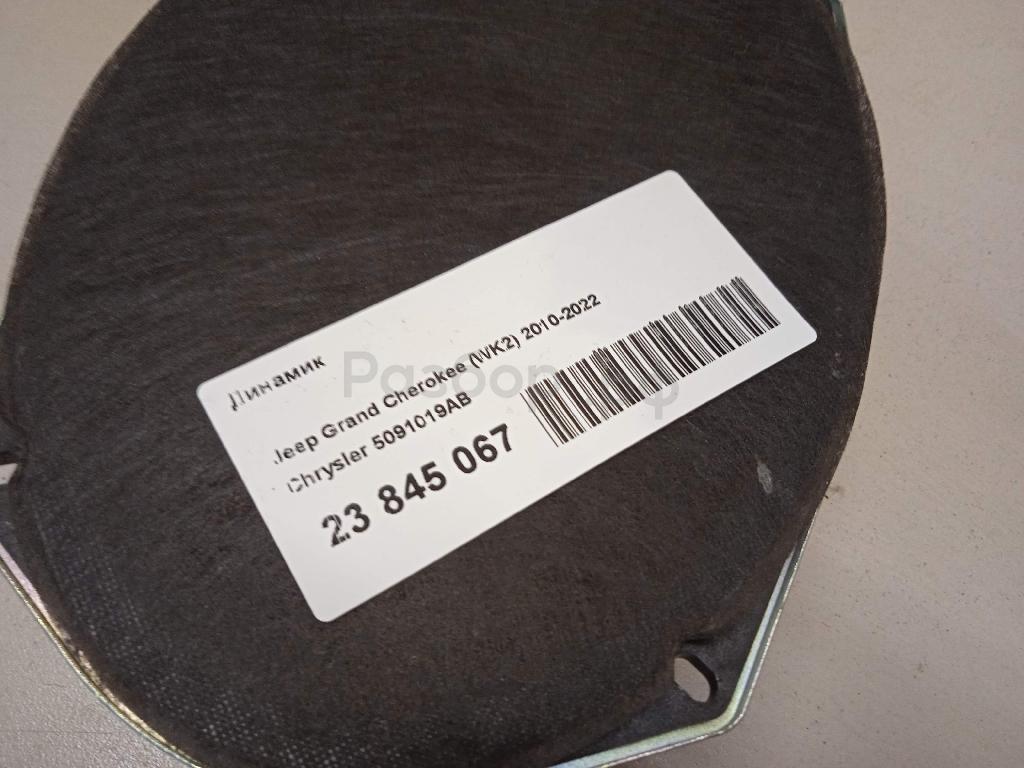 Динамик
Jeep Grand Cherokee (WK2) 2010-2022
Chrysler 5091019AB
23 845 067